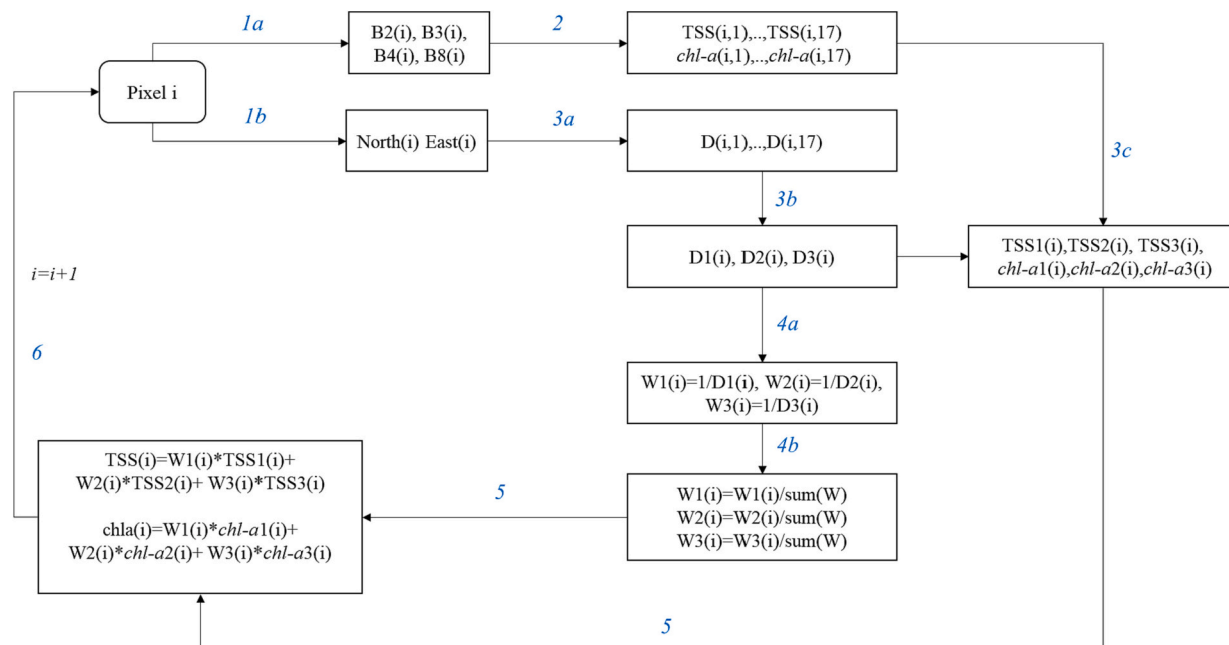 1a
2
B2(i), B3(i),
B4(i), B8(i)
TSS(i,1),..,TSS(i,17)
chl-a(i,1),..,chl-a(i,17)
Pixel i
1b
North(i) East(i)
3a
D(i,1),..,D(i,17)
3c
3b
D1(i), D2(i), D3(i)
TSS1(i),TSS2(i), TSS3(i),
chl-a1(i),chl-a2(i),chl-a3(i)
i=i+1
6
4a
W1(i)=1/D1(i), W2(i)=1/D2(i),
W3(i)=1/D3(i)
4b
TSS(i)=W1(i)*TSS1(i)+
W2(i)*TSS2(i)+ W3(i)*TSS3(i)
chla(i)=W1(i)*chl-a1(i)+
W2(i)*chl-a2(i)+ W3(i)*chl-a3(i)
5
W1(i)=W1(i)/sum(W)
W2(i)=W2(i)/sum(W)
W3(i)=W3(i)/sum(W)
5